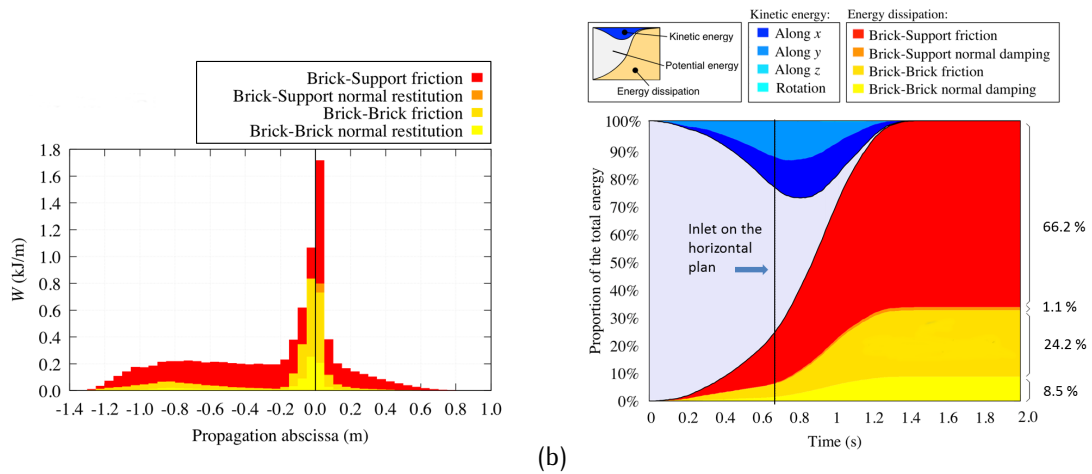 Brick-Support friction
Brick-Support normal restitution
Brick-Brick friction
Brick-Brick normal restitution
W (kJ/m)
1.8
1.6
1.4
1.2
1.0
0.8
0.6
0.4
0.2
0.0
-1.4 -1.2 -1.0 -0.8 -0.6 -0.4 -0.2 0.0 0.2 0.4 0.6 0.8 1.0
Propagation abscissa (m)
(b)
Kinetic energy
Potential energy
Energy dissipation
Kinetic energy:
Along x
Along y
Along z
Rotation
Energy dissipation:
Brick-Support friction
Brick-Support normal damping
Brick-Brick friction
Brick-Brick normal damping
Proportion of the total energy
100%
90%
80%
70%
60%
50%
40%
30%
20%
10%
0%
Inlet on the
horizontal
plan
66.2 %
1.1 %
24.2 %
8.5 %
0 0.2 0.4 0.6 0.8 1.0 1.2 1.4 1.6 1.8 2.0
Time (s)